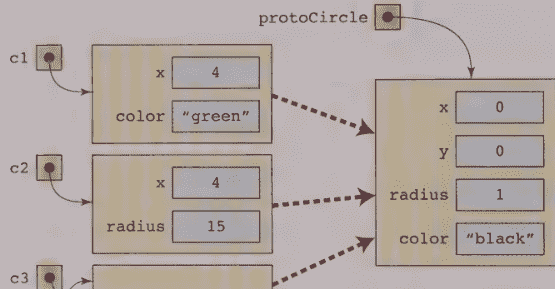 protoCircle
c1
x 4
color “green”
c2
x 4
radius 15
c3
x 0
y 0
radius 1
color “black”